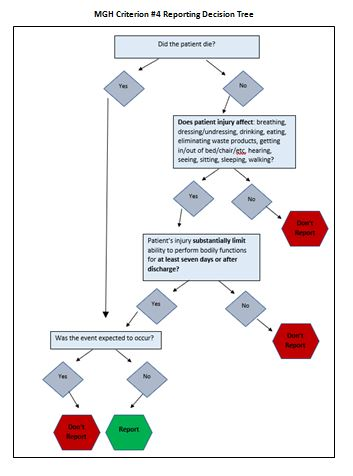 MGH Criterion #4 Reporting Decision Tree
Did the patient die?
Yes
No
Does patient injury affect: breathing,
dressing/undressing, drinking, eating,
eliminating waste products, getting
in/out of bed/chair/etc, hearing,
seeing, sitting, sleeping, walking?
Yes
No
Don't
Report
Patient's injury substantially limit
ability to perform bodily functions
for at least seven days or after
discharge?
Yes
No
Don't
Report
Was the event expected to occur?
Yes
No
Don't
Report
Report